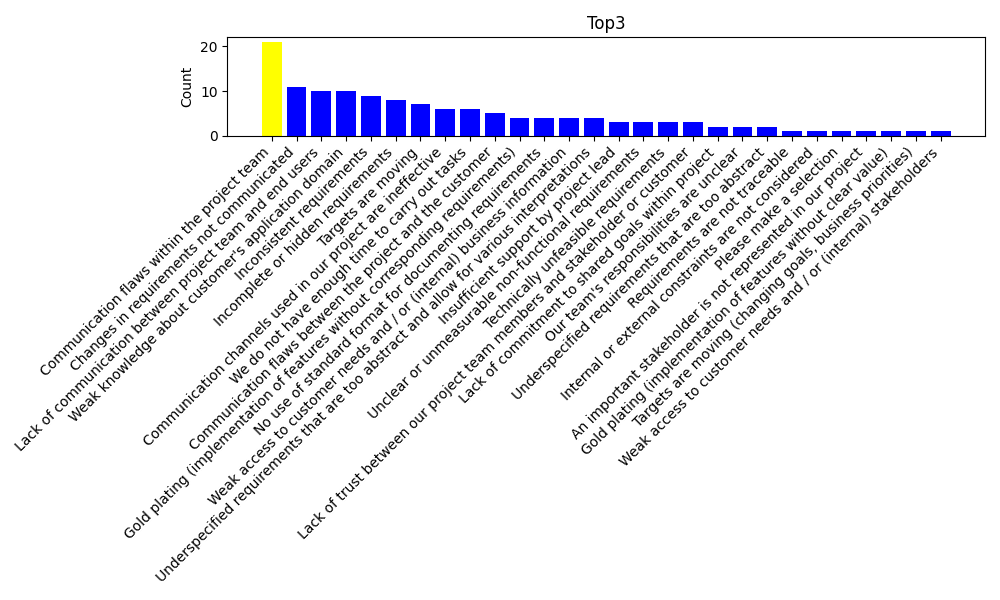 Top3
Count
20
10
0
Communication flaws within the project team
Changes in requirements not communicated
Lack of communication between project team and end users
Weak knowledge about customer's application domain
Inconsistent requirements
Incomplete or hidden requirements
Targets are moving
Communication channels used in our project are ineffective
We do not have enough time to carry out tasks
Communication flaws between the project and the customer
Gold plating (implementation of features without corresponding requirements)
No use of standard format for documenting requirements
Weak access to customer needs and / or (internal) business information
Underspecified requirements that are too abstract and allow for various interpretations
Insufficient support by project lead
Unclear or unmeasurable non-functional requirements
Technically unfeasible requirements
Lack of trust between our project team members and stakeholder or customer
Lack of commitment to shared goals within project
Our team's responsibilities are unclear
Underspecified requirements that are too abstract
Requirements are not traceable
Internal or external constraints are not considered
Please make a selection
An important stakeholder is not represented in our project
Gold plating (implementation of features without clear value)
Targets are moving (changing goals, business priorities)
Weak access to customer needs and / or (internal) stakeholders